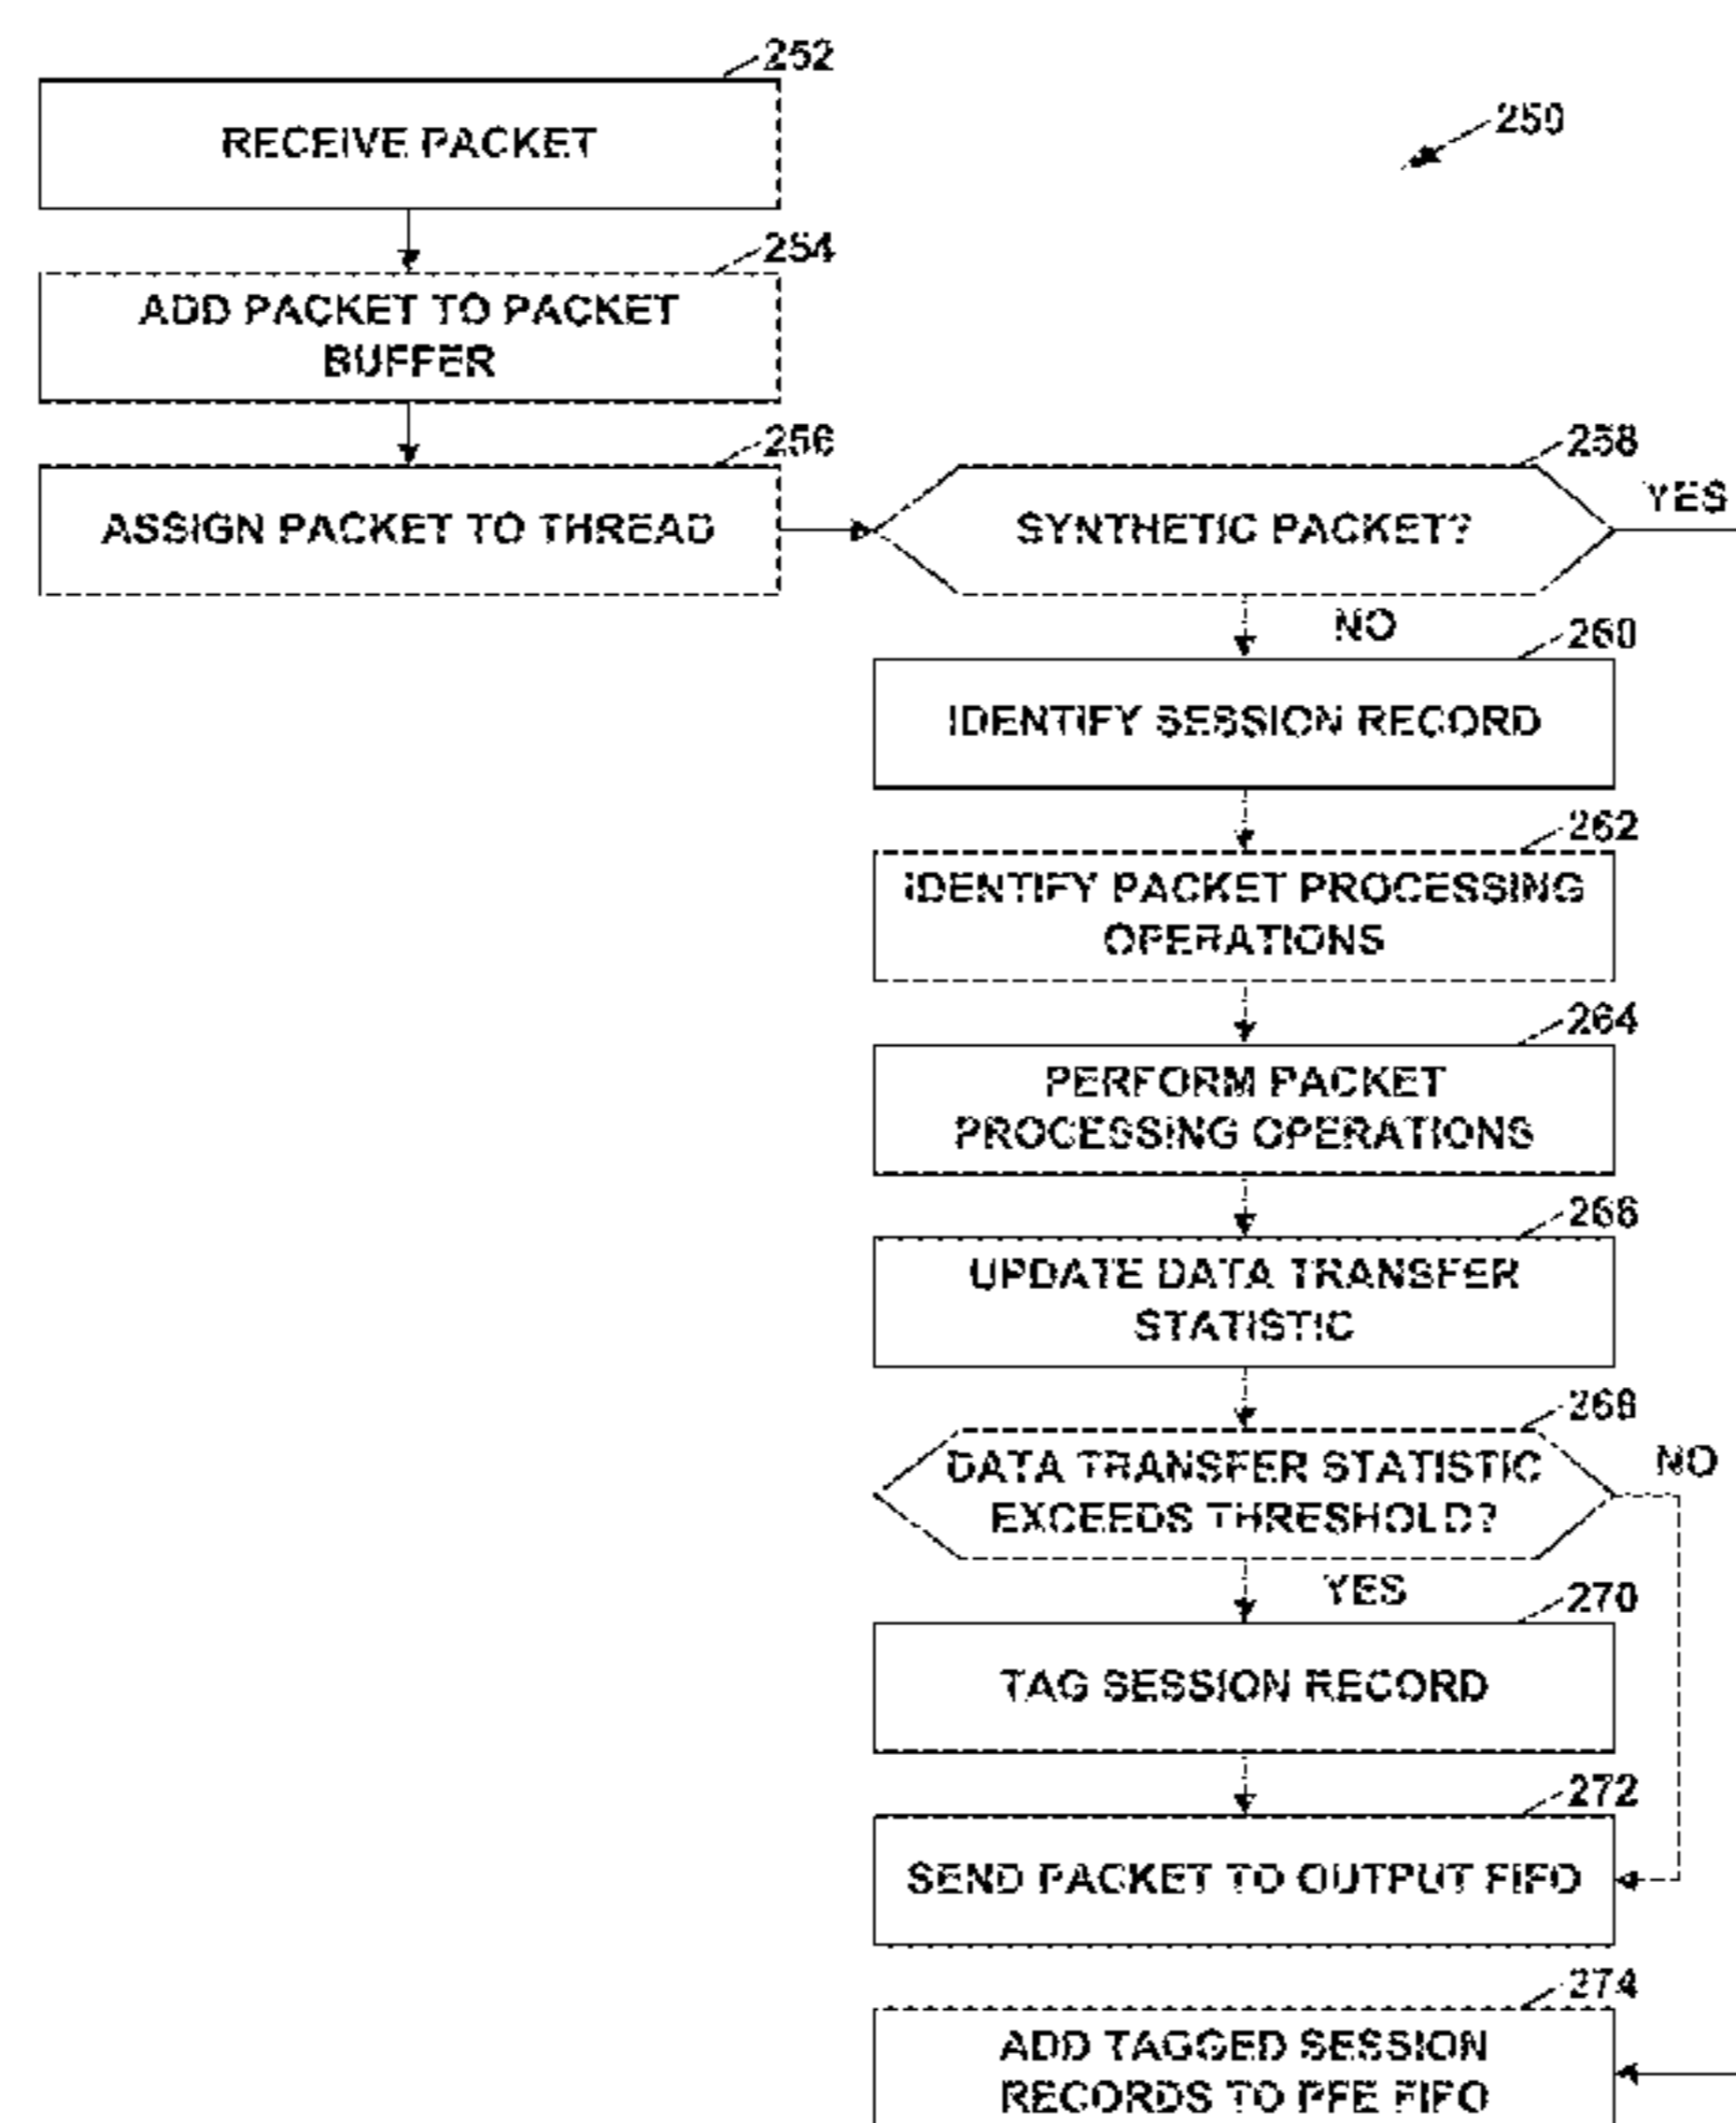 252
RECEIVE PACKET
250
254
ADD PACKET TO PACKET
BUFFER
256
ASSIGN PACKET TO THREAD
258
SYNTHETIC PACKET?
YES
NO
260
IDENTIFY SESSION RECORD
262
IDENTIFY PACKET PROCESSING
OPERATIONS
264
PERFORM PACKET
PROCESSING OPERATIONS
266
UPDATE DATA TRANSFER
STATISTIC
268
DATA TRANSFER STATISTIC
EXCEEDS THRESHOLD?
NO
YES
270
TAG SESSION RECORD
272
SEND PACKET TO OUTPUT FIFO
274
ADD TAGGED SESSION
RECORDS TO PFE FIFO